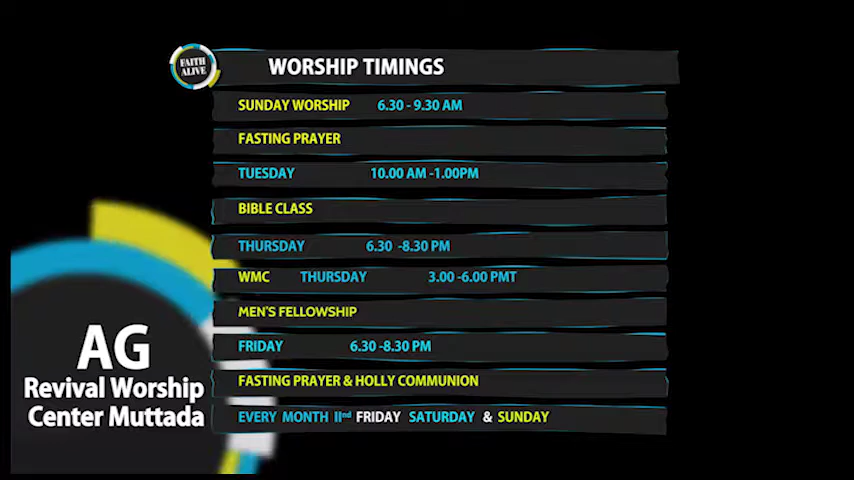 FAITH
ALIVE
WORSHIP TIMINGS
SUNDAY WORSHIP 6.30 - 9.30 AM
FASTING PRAYER
TUESDAY 10.00 AM -1.00PM
BIBLE CLASS
THURSDAY 6.30 -8.30 PM
WMC THURSDAY 3.00 -6.00 PMT
MEN'S FELLOWSHIP
FRIDAY 6.30 -8.30 PM
FASTING PRAYER & HOLLY COMMUNION
EVERY MONTH IInd FRIDAY SATURDAY & SUNDAY
AG
Revival Worship
Center Muttada